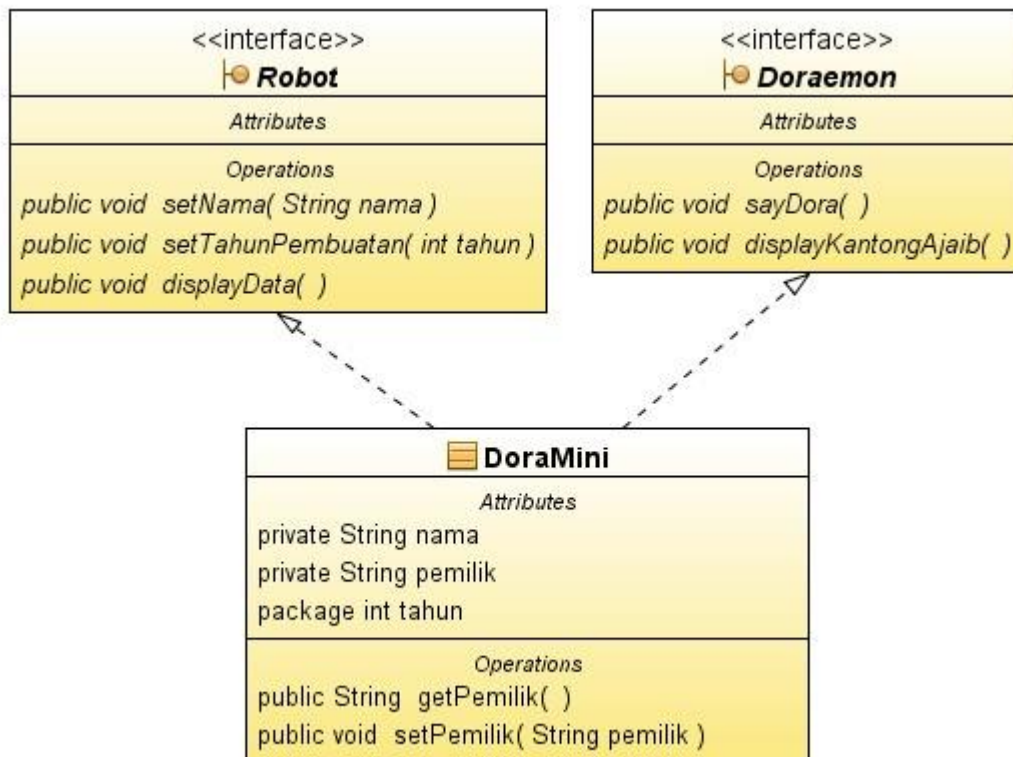 <<interface>>
Robot
Attributes
Operations
public void setNama( String nama )
public void setTahunPembuatan( int tahun )
public void displayData( )
<<interface>>
Doraemon
Attributes
Operations
public void sayDora( )
public void displayKantongAjaib( )
DoraMini
Attributes
private String nama
private String pemilik
package int tahun
Operations
public String getPemilik( )
public void setPemilik( String pemilik )